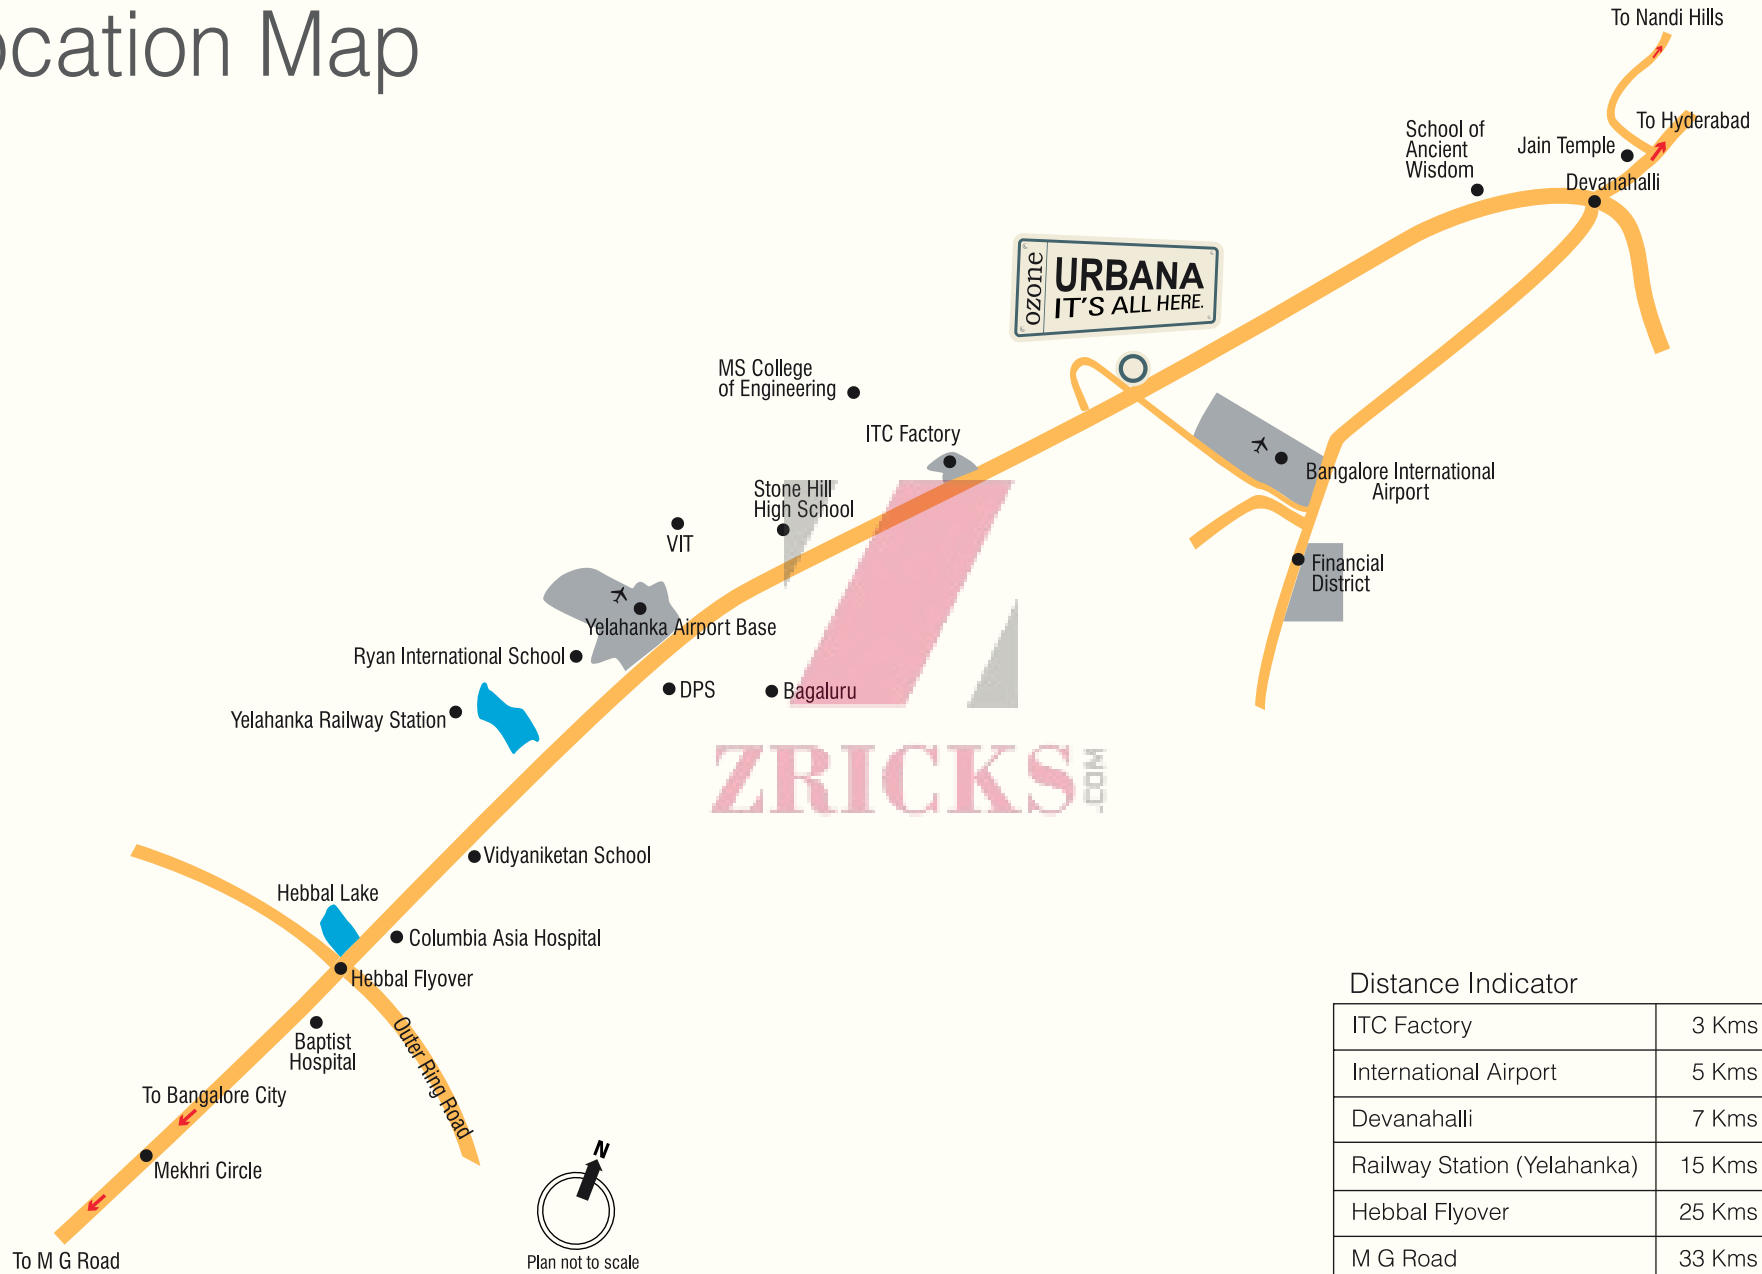 ocation Map
To Nandi Hills
To Hyderabad
School of
Ancient
Wisdom
Jain Temple
Devanahalli
ozone
URBANA
IT'S ALL HERE.
MS College
of Engineering
ITC Factory
Bangalore International
Airport
Stone Hill
High School
VIT
Financial
District
Yelahanka Airport Base
Ryan International School
DPS
Bagaluru
Yelahanka Railway Station
ZRICKS.COM
Vidyaniketan School
Hebbal Lake
Columbia Asia Hospital
Hebbal Flyover
Baptist
Hospital
Outer Ring Road
To Bangalore City
Mekhri Circle
To M G Road
N
Plan not to scale
Distance Indicator
ITC Factory 3 Kms
International Airport 5 Kms
Devanahalli 7 Kms
Railway Station (Yelahanka) 15 Kms
Hebbal Flyover 25 Kms
M G Road 33 Kms